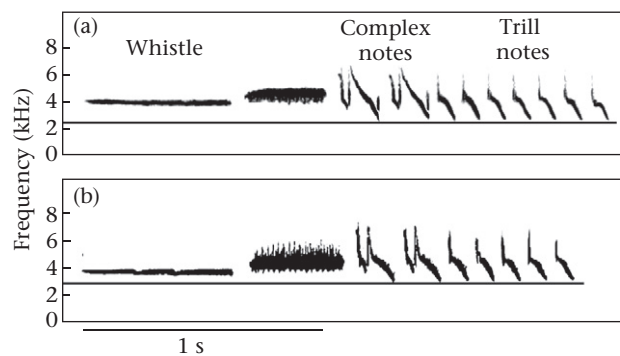 (a)
Whistle
Complex
notes
Trill
notes
8
6
4
2
0
Frequency (kHz)
(b)
8
6
4
2
0
1 s